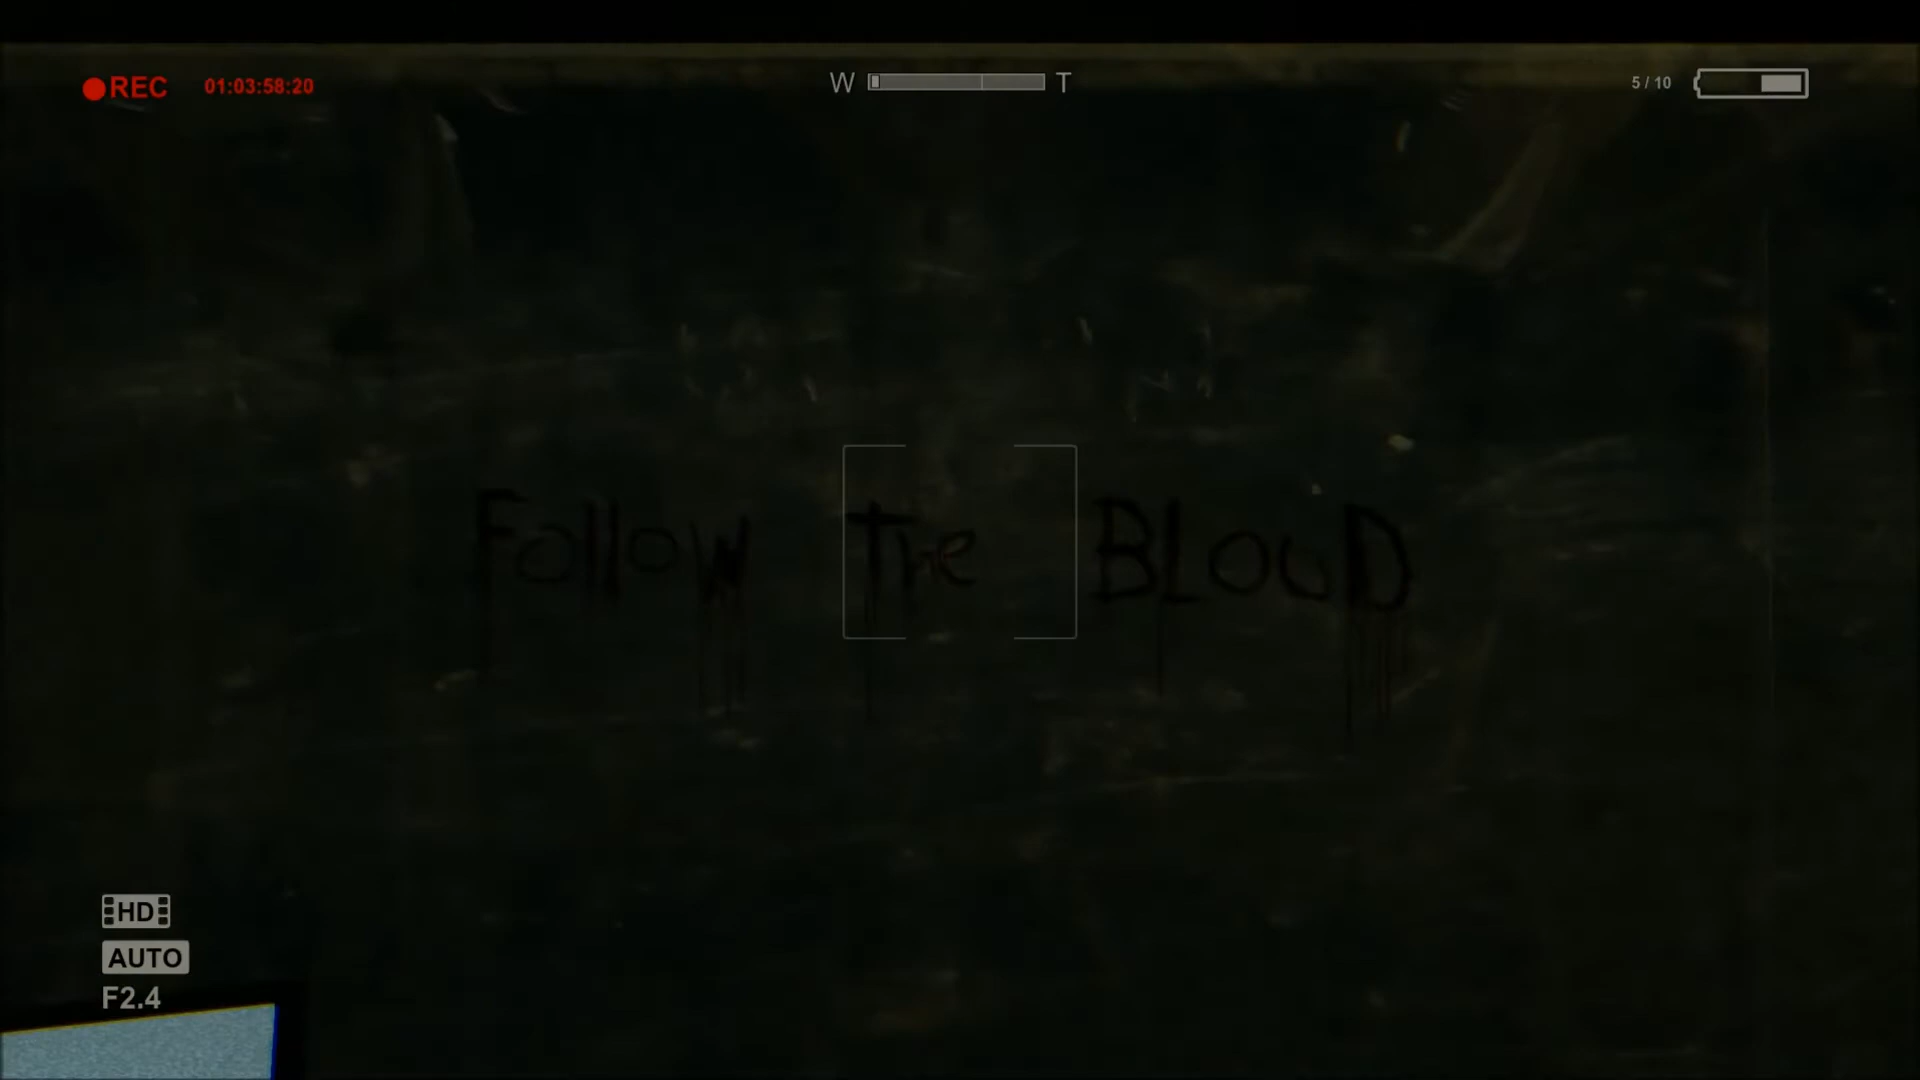 REC 01:03:58:20 W T 5/10
Follow The BLOOD
HD
AUTO
F2.4